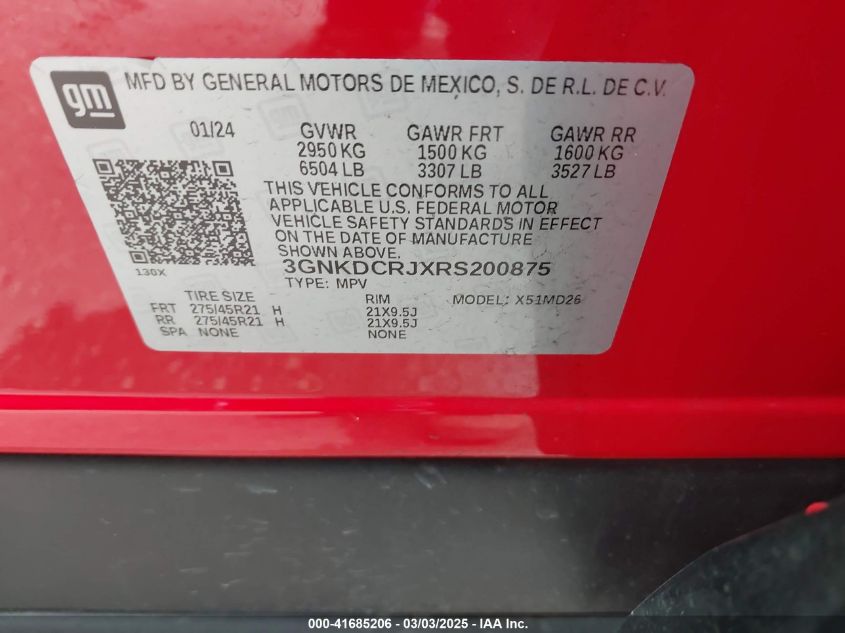 gm
MFD BY GENERAL MOTORS DE MEXICO, S. DE R.L. DE C.V.
01/24 GVWR GAWR FRT GAWR RR
2950 KG 1500 KG 1600 KG
6504 LB 3307 LB 3527 LB
THIS VEHICLE CONFORMS TO ALL
APPLICABLE U.S. FEDERAL MOTOR
VEHICLE SAFETY STANDARDS IN EFFECT
ON THE DATE OF MANUFACTURE
SHOWN ABOVE.
130X
3GNKDCRJXRS200875
TYPE: MPV MODEL: X51MD26
TIRE SIZE RIM
FRT 275/45R21 H 21X9.5J
RR 275/45R21 H 21X9.5J
SPA NONE NONE
000-41685206 - 03/03/2025 - IAA Inc.